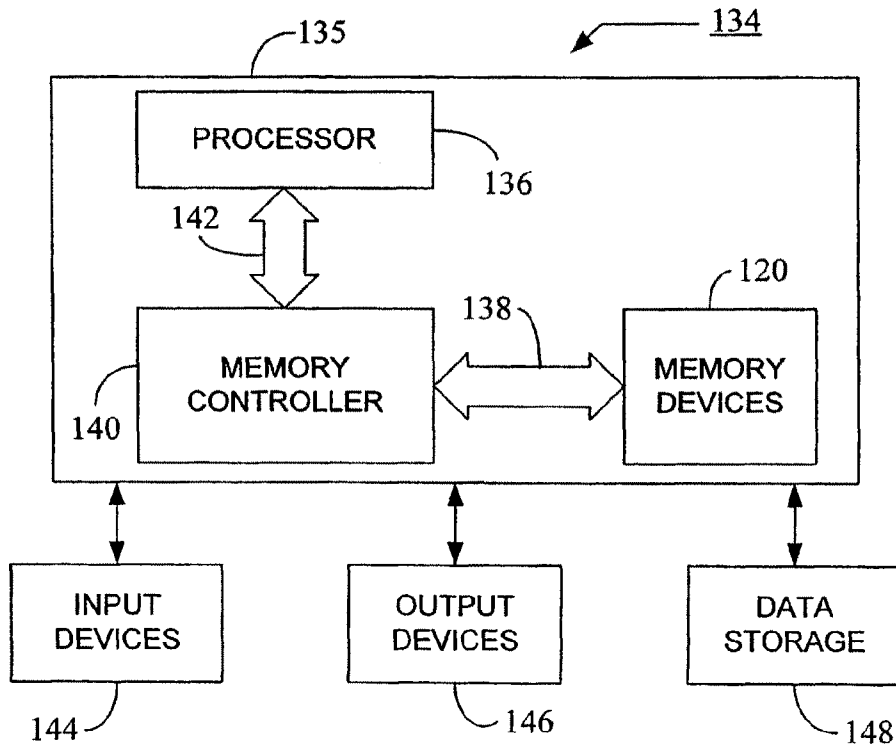 134
135
PROCESSOR
136
142
120
138
MEMORY
CONTROLLER
MEMORY
DEVICES
140
INPUT
DEVICES
OUTPUT
DEVICES
DATA
STORAGE
144
146
148